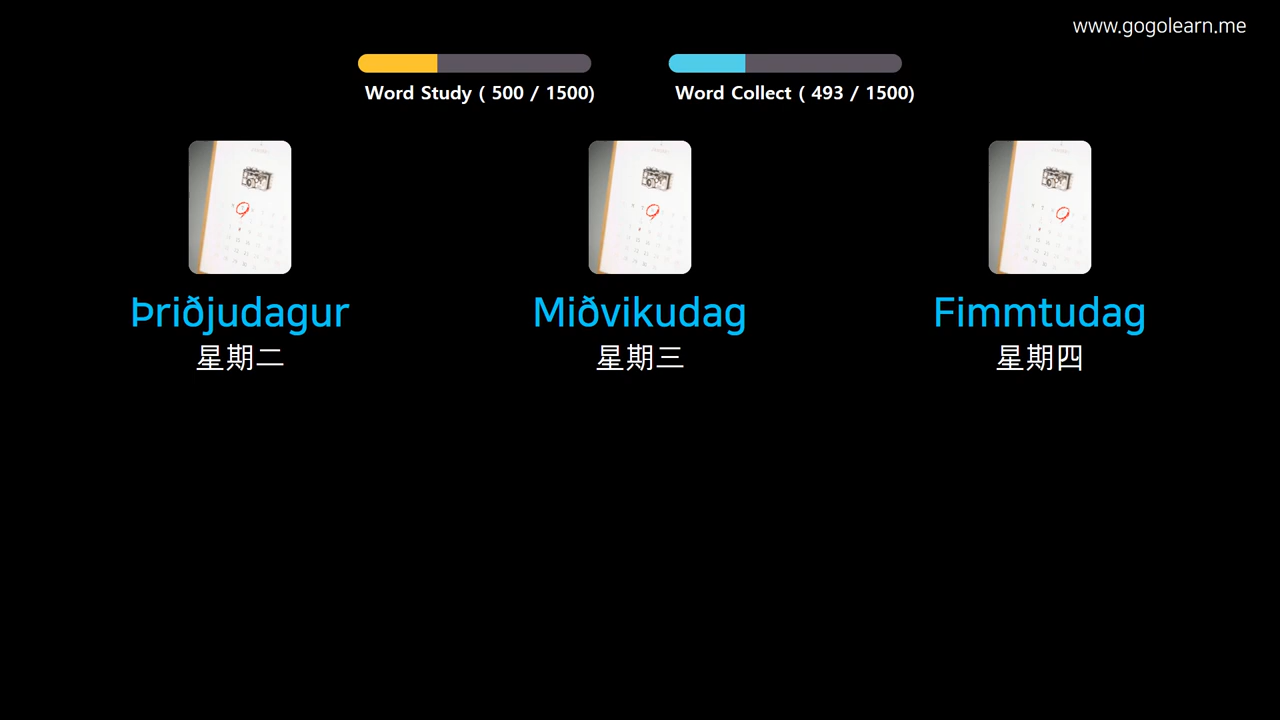 www.gogolearn.me
Word Study ( 500 / 1500)
Word Collect ( 493 / 1500)
Þriðjudagur
Miðvikudag
Fimmtudag
星期二
星期三
星期四